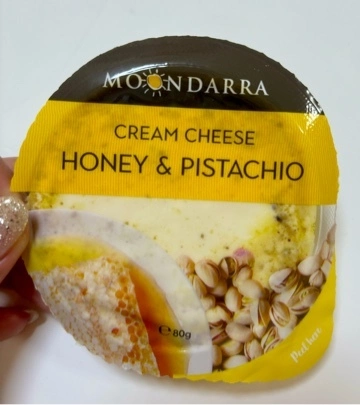 MOONDARRA
CREAM CHEESE
HONEY & PISTACHIO
℮ 80g
Peel here